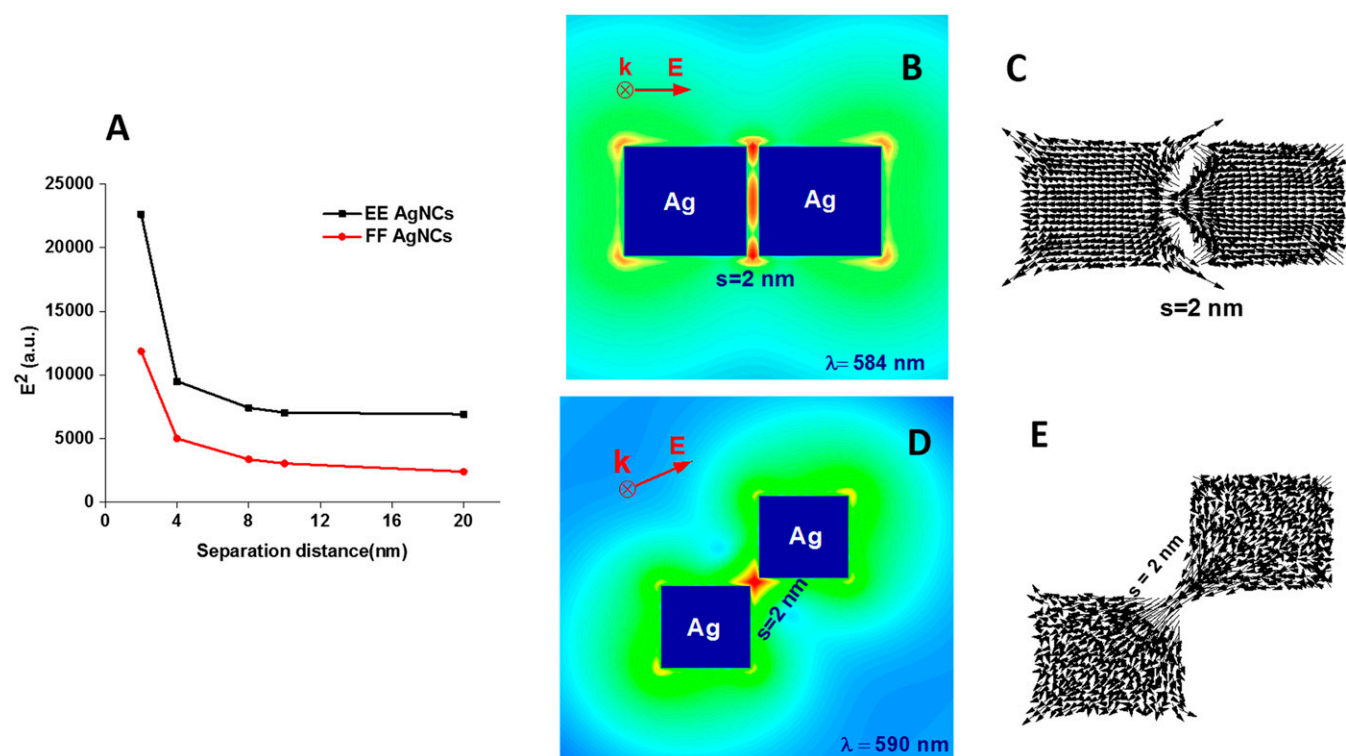 A
25000
20000
15000
10000
5000
0
E² (a.u.)
0 4 8 12 16 20
Separation distance(nm)
EE AgNCs
FF AgNCs
B
k E
Ag Ag
s=2 nm
λ= 584 nm
C
s=2 nm
D
k E
Ag
Ag
s=2 nm
λ = 590 nm
E
s = 2 nm